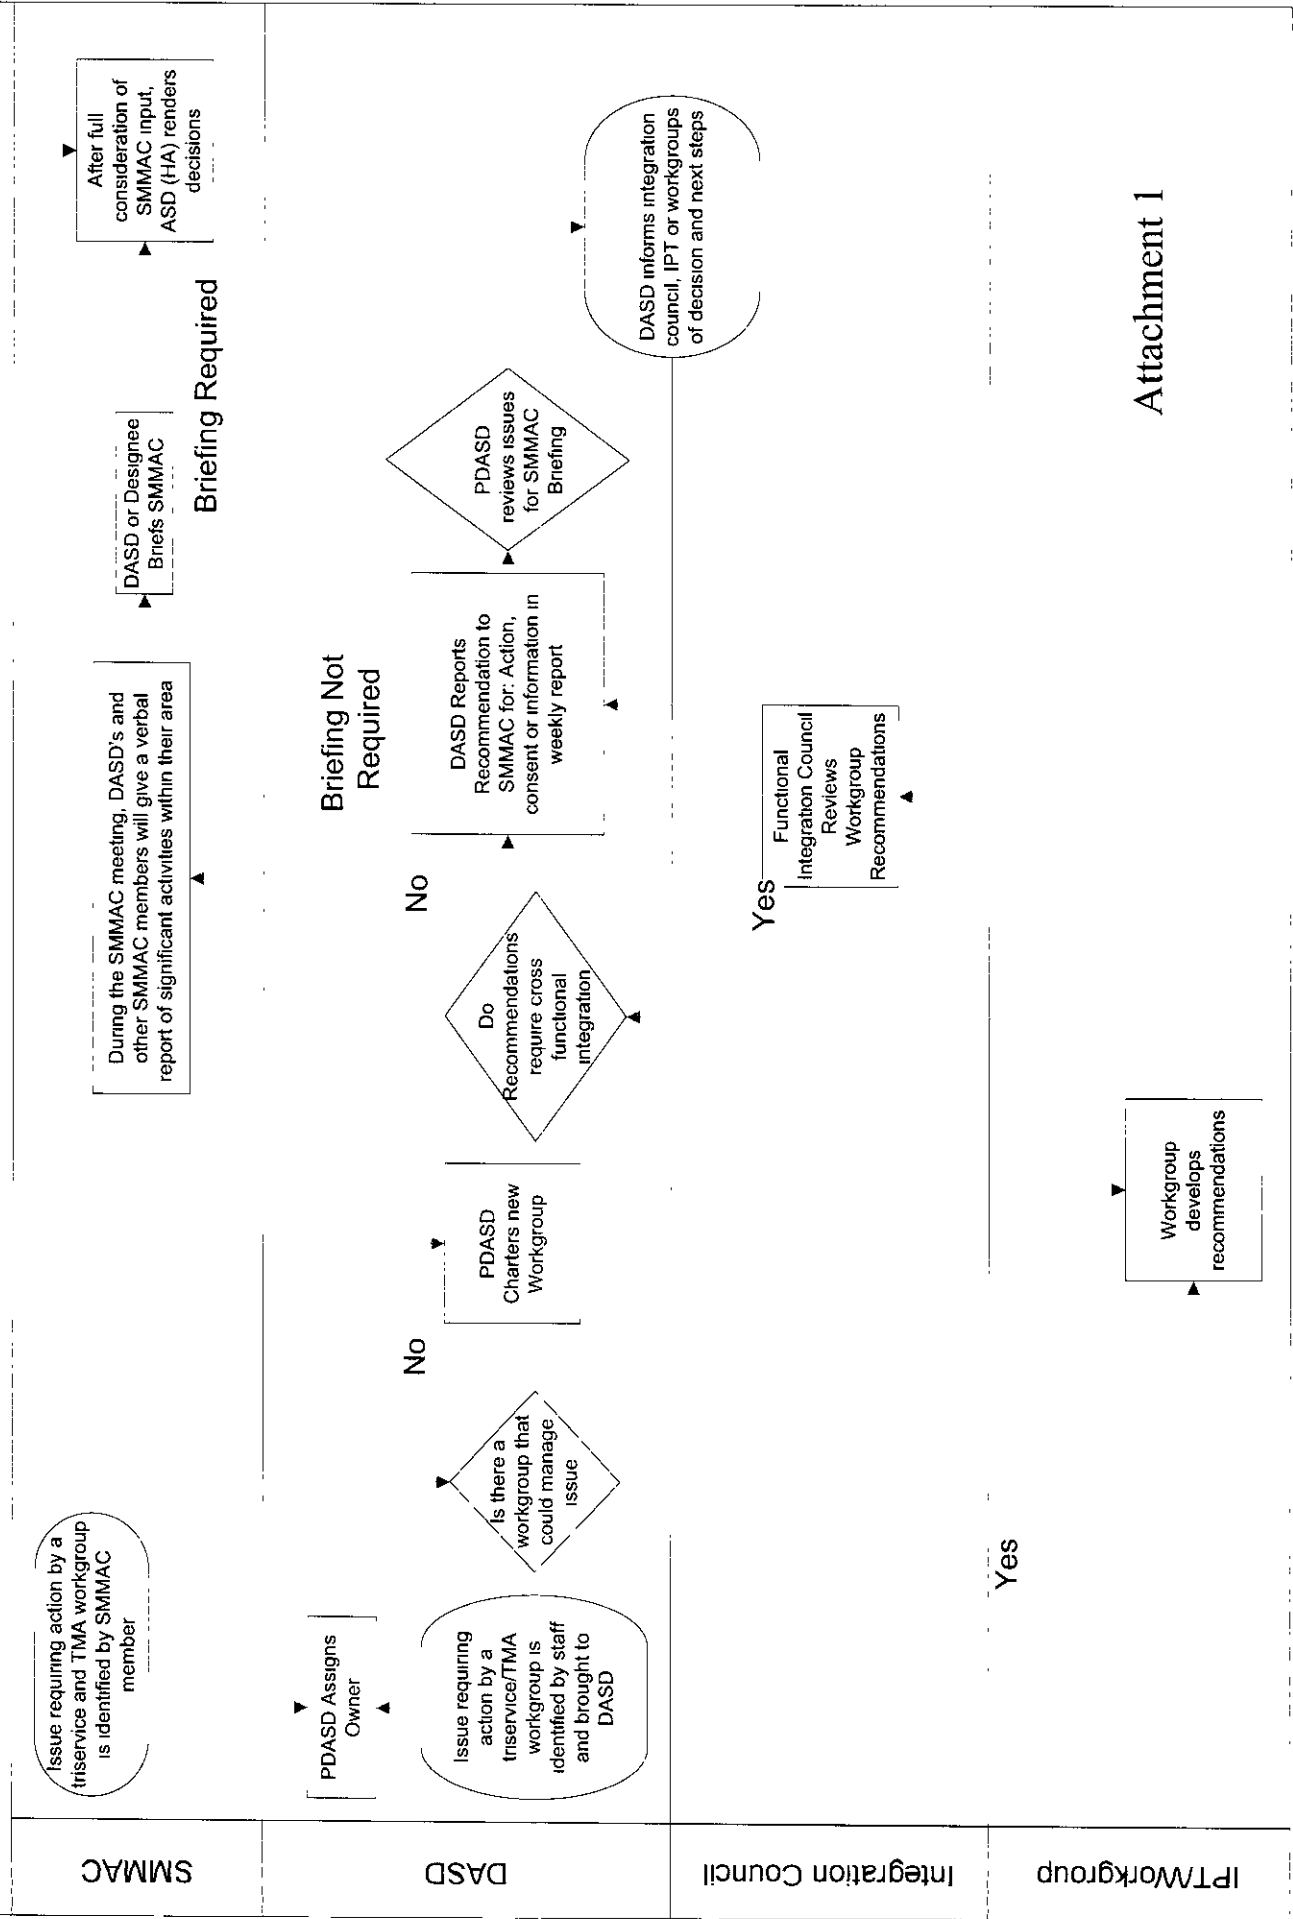 SMMAC
Issue requiring action by a
triservice and TMA workgroup
is identified by SMMAC
member
During the SMMAC meeting, DASD's and
other SMMAC members will give a verbal
report of significant activities within their area
DASD or Designee
Briefs SMMAC
Briefing Required
After full
consideration of
SMMAC input,
ASD (HA) renders
decisions
DASD
PDASD Assigns
Owner
Issue requiring
action by a
triservice/TMA
workgroup is
identified by staff
and brought to
DASD
Is there a
workgroup that
could manage
issue
No
PDASD
Charters new
Workgroup
Do
Recommendations
require cross
functional
integration
No
Briefing Not
Required
DASD Reports
Recommendation to
SMMAC for: Action,
consent or information in
weekly report
PDASD
reviews issues
for SMMAC
Briefing
DASD informs integration
council, IPT or workgroups
of decision and next steps
Integration Council
Yes
Functional
Integration Council
Reviews
Workgroup
Recommendations
IPT/Workgroup
Yes
Workgroup
develops
recommendations
Attachment 1